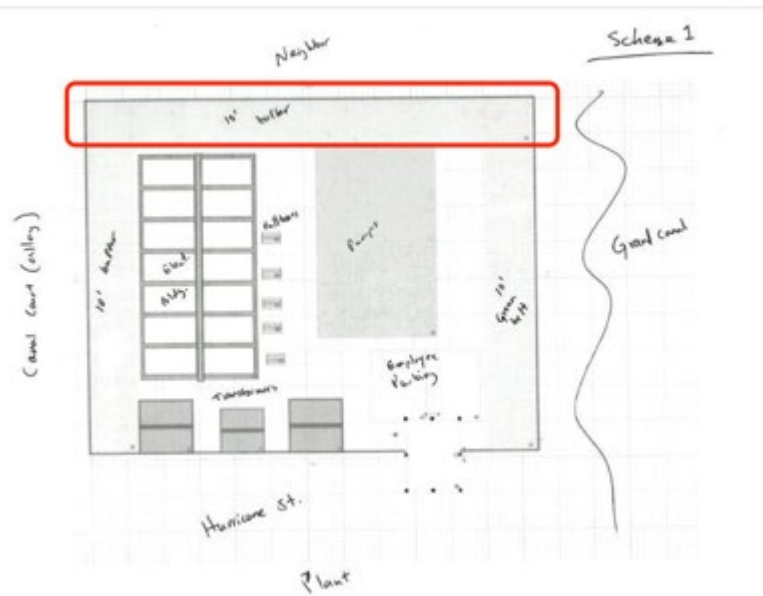 Scheme 1
Neighbor
10' buffer
Canal Court (alley)
10' buffer
Bldg.
Pumps
Grand canal
10'
Green
belt
Employee
Parking
Transformers
Hurricane St.
Plant